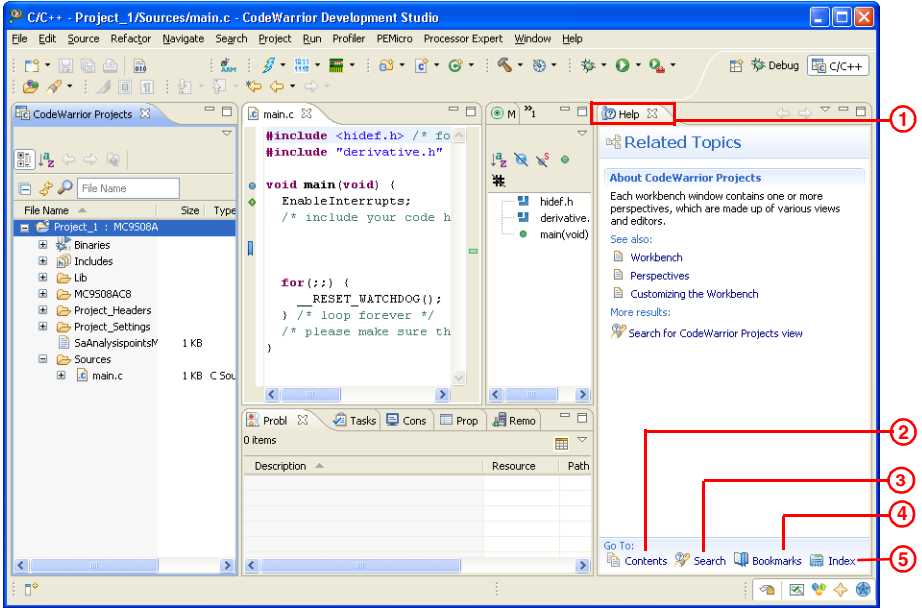 C/C++ - Project_1/Sources/main.c - CodeWarrior Development Studio
File Edit Source Refactor Navigate Search Project Run Profiler PEMicro Processor Expert Window Help
ARM
Debug C/C++
CodeWarrior Projects
File Name
File Name Size Type
Project_1 : MC9S08A
Binaries
Includes
Lib
MC9S08AC8
Project_Headers
Project_Settings
SaAnalysispointsM 1 KB
Sources
main.c 1 KB C Sou
main.c
#include <hidef.h> /* fo
#include "derivative.h"
void main(void) {
EnableInterrupts;
/* include your code h
for(;;) {
__RESET_WATCHDOG();
} /* loop forever */
/* please make sure th
}
M »1
hidef.h
derivative.
main(void)
Probl Tasks Cons Prop Remo
0 items
Description Resource Path
Help
Related Topics
About CodeWarrior Projects
Each workbench window contains one or more
perspectives, which are made up of various views
and editors.
See also:
Workbench
Perspectives
Customizing the Workbench
More results:
Search for CodeWarrior Projects view
Go To:
Contents Search Bookmarks Index
1
2
3
4
5